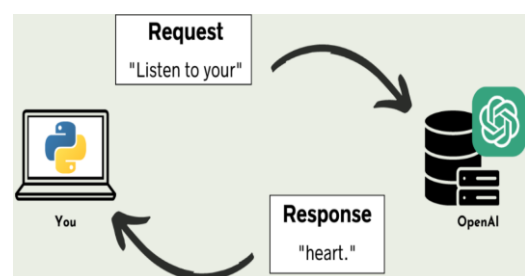 Request
"Listen to your"
You
OpenAI
Response
"heart."